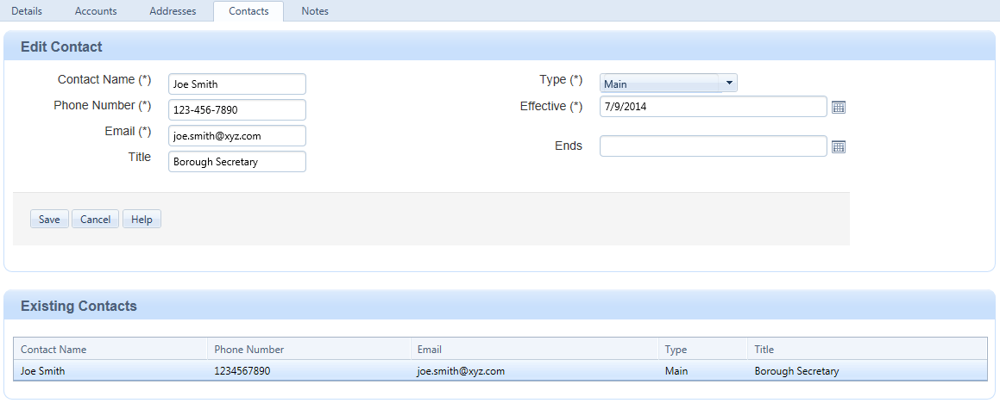 Details Accounts Addresses Contacts Notes
Edit Contact
Contact Name (*) Joe Smith Type (*) Main
Phone Number (*) 123-456-7890 Effective (*) 7/9/2014
Email (*) joe.smith@xyz.com Ends
Title Borough Secretary
Save Cancel Help
Existing Contacts
Contact Name Phone Number Email Type Title
Joe Smith 1234567890 joe.smith@xyz.com Main Borough Secretary